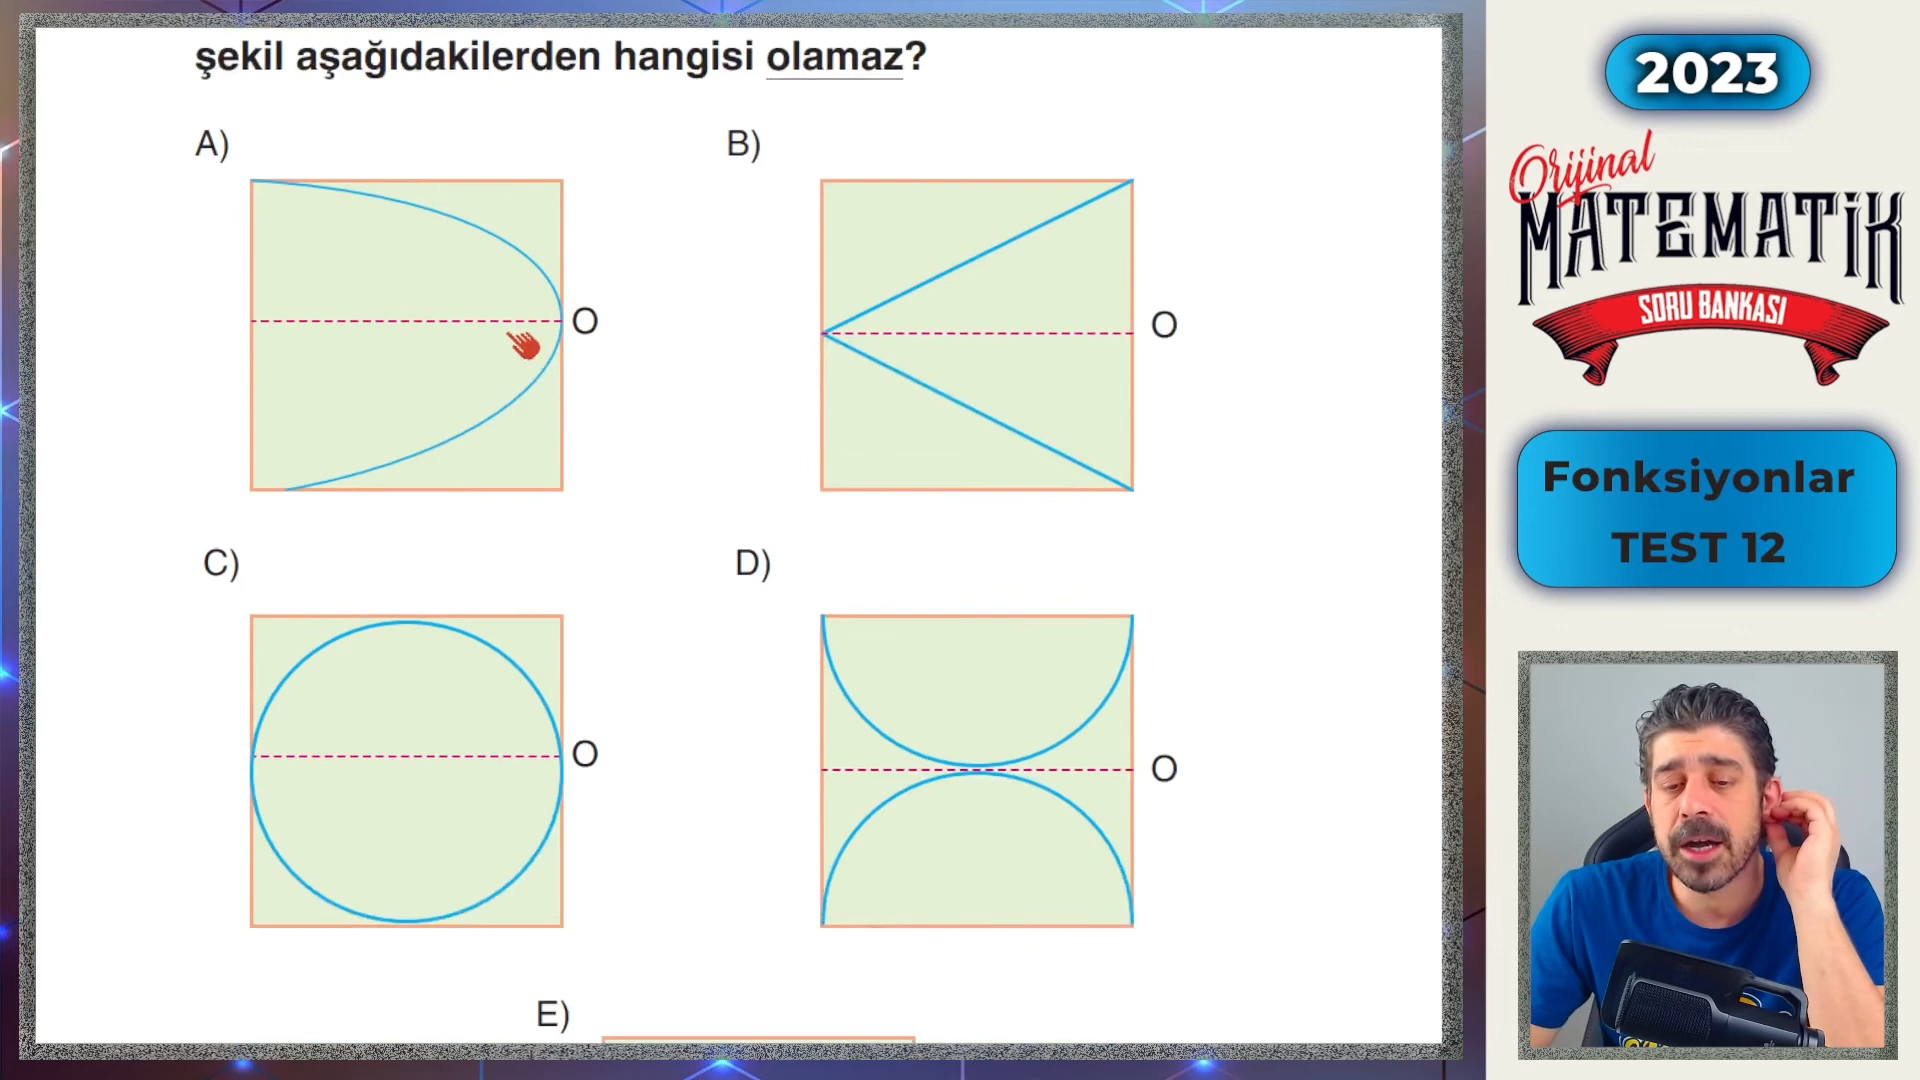 şekil aşağıdakilerden hangisi olamaz?
A)
B)
O
O
C)
D)
O
O
E)
2023
Orijinal
MATEMATİK
SORU BANKASI
Fonksiyonlar
TEST 12